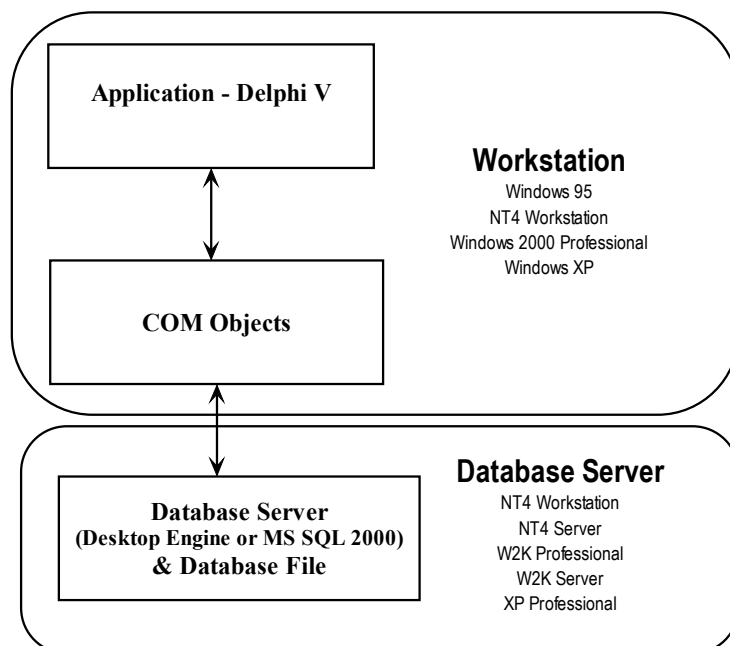 Application - Delphi V
Workstation
Windows 95
NT4 Workstation
Windows 2000 Professional
Windows XP
COM Objects
Database Server
(Desktop Engine or MS SQL 2000)
& Database File
Database Server
NT4 Workstation
NT4 Server
W2K Professional
W2K Server
XP Professional